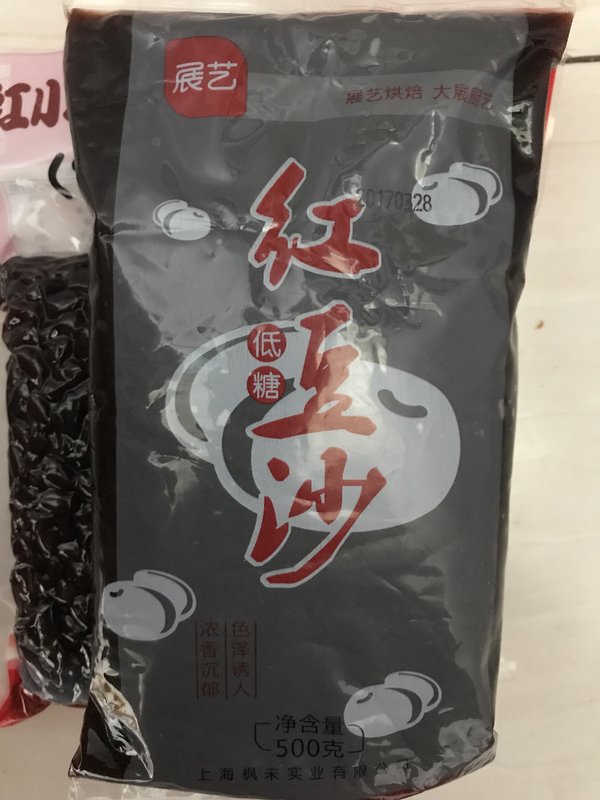 展艺
展艺烘焙 大展厨艺
红小
20170328
红豆沙
低糖
色泽诱人
浓香沉郁
净含量
500克
上海枫未实业有限公司